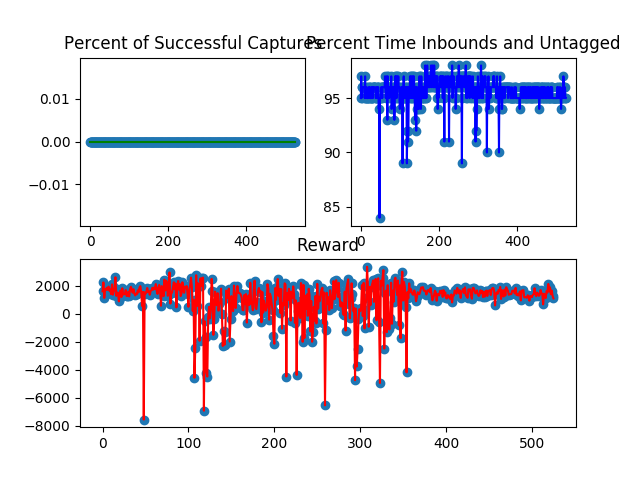 Percent of Successful Captures
Percent Time Inbounds and Untagged
0.01
0.00
−0.01
0 200 400
95
90
85
0 200 400
Reward
2000
0
−2000
−4000
−6000
−8000
0 100 200 300 400 500